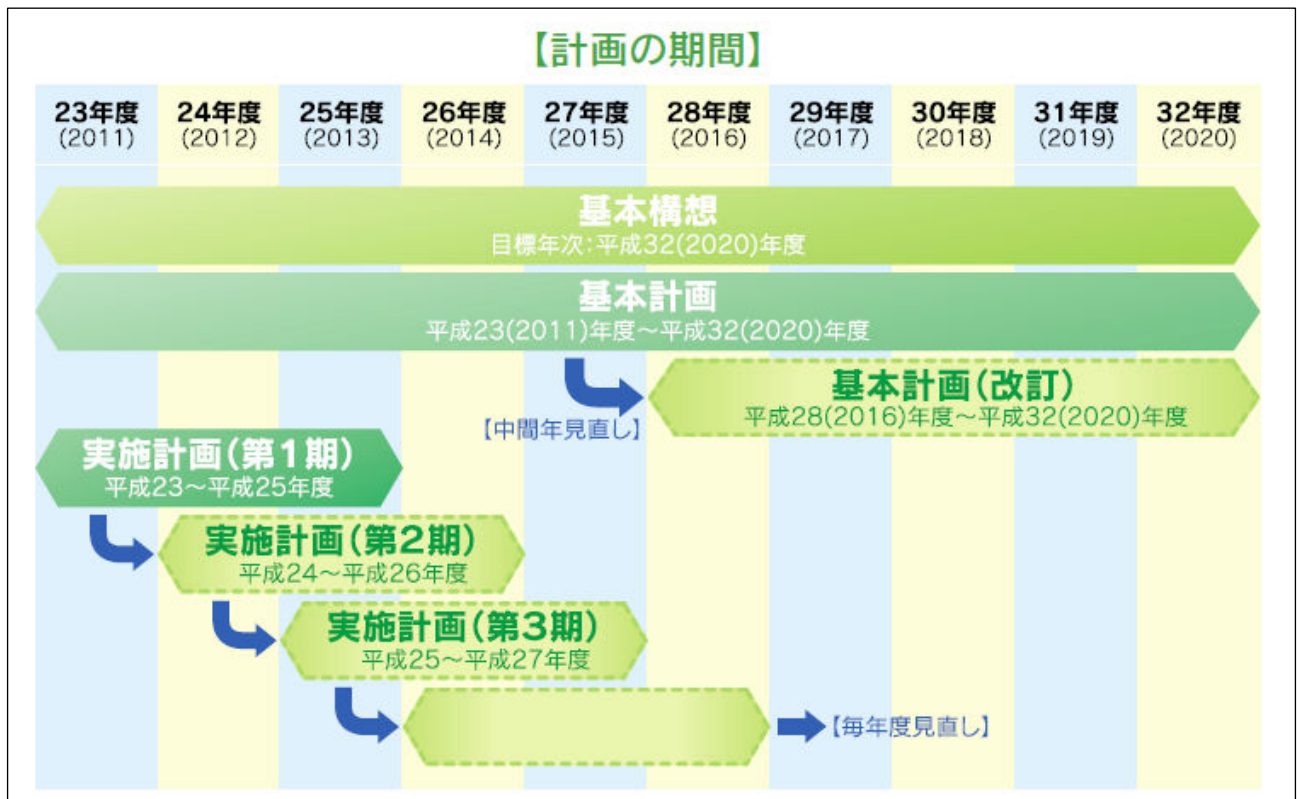 【計画の期間】
23年度 24年度 25年度 26年度 27年度 28年度 29年度 30年度 31年度 32年度
(2011) (2012) (2013) (2014) (2015) (2016) (2017) (2018) (2019) (2020)
基本構想
目標年次:平成32(2020)年度
基本計画
平成23(2011)年度～平成32(2020)年度
基本計画(改訂)
平成28(2016)年度～平成32(2020)年度
【中間年見直し】
実施計画(第1期)
平成23～平成25年度
実施計画(第2期)
平成24～平成26年度
実施計画(第3期)
平成25～平成27年度
【毎年度見直し】